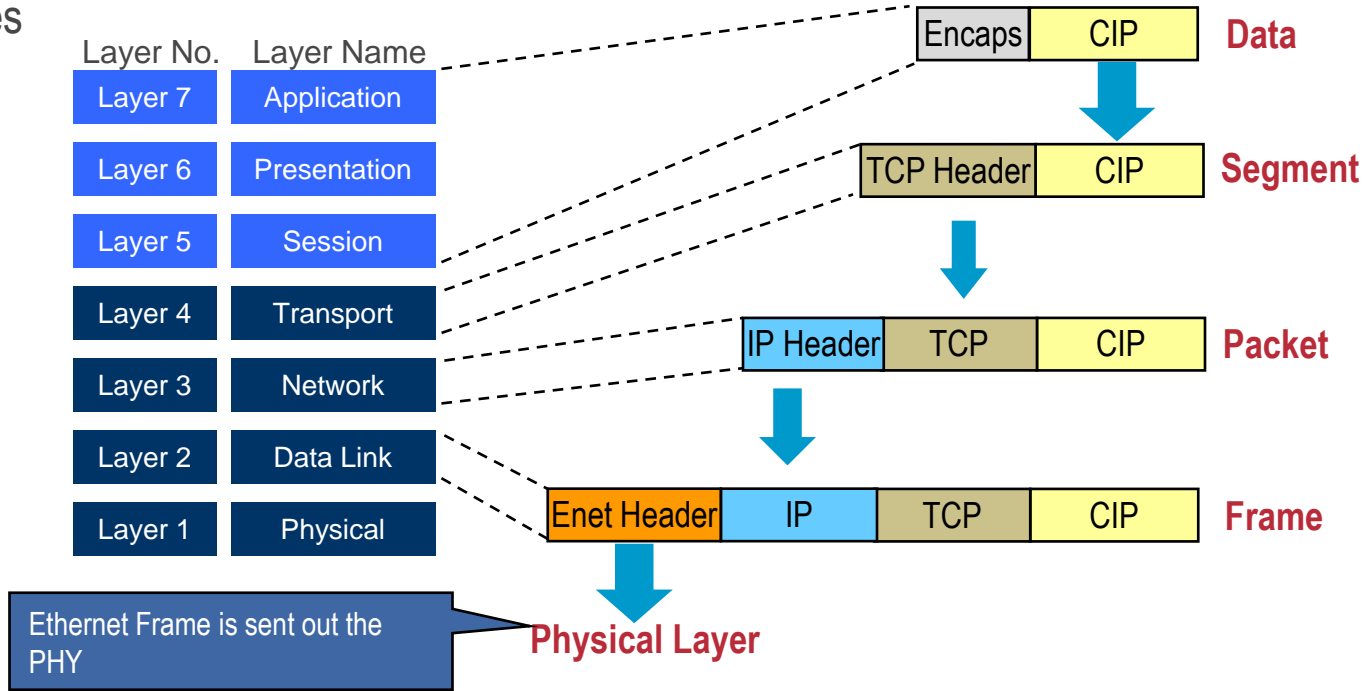 es
Layer No. Layer Name
Layer 7 Application
Layer 6 Presentation
Layer 5 Session
Layer 4 Transport
Layer 3 Network
Layer 2 Data Link
Layer 1 Physical
Encaps CIP Data
TCP Header CIP Segment
IP Header TCP CIP Packet
Enet Header IP TCP CIP Frame
Ethernet Frame is sent out the
PHY
Physical Layer